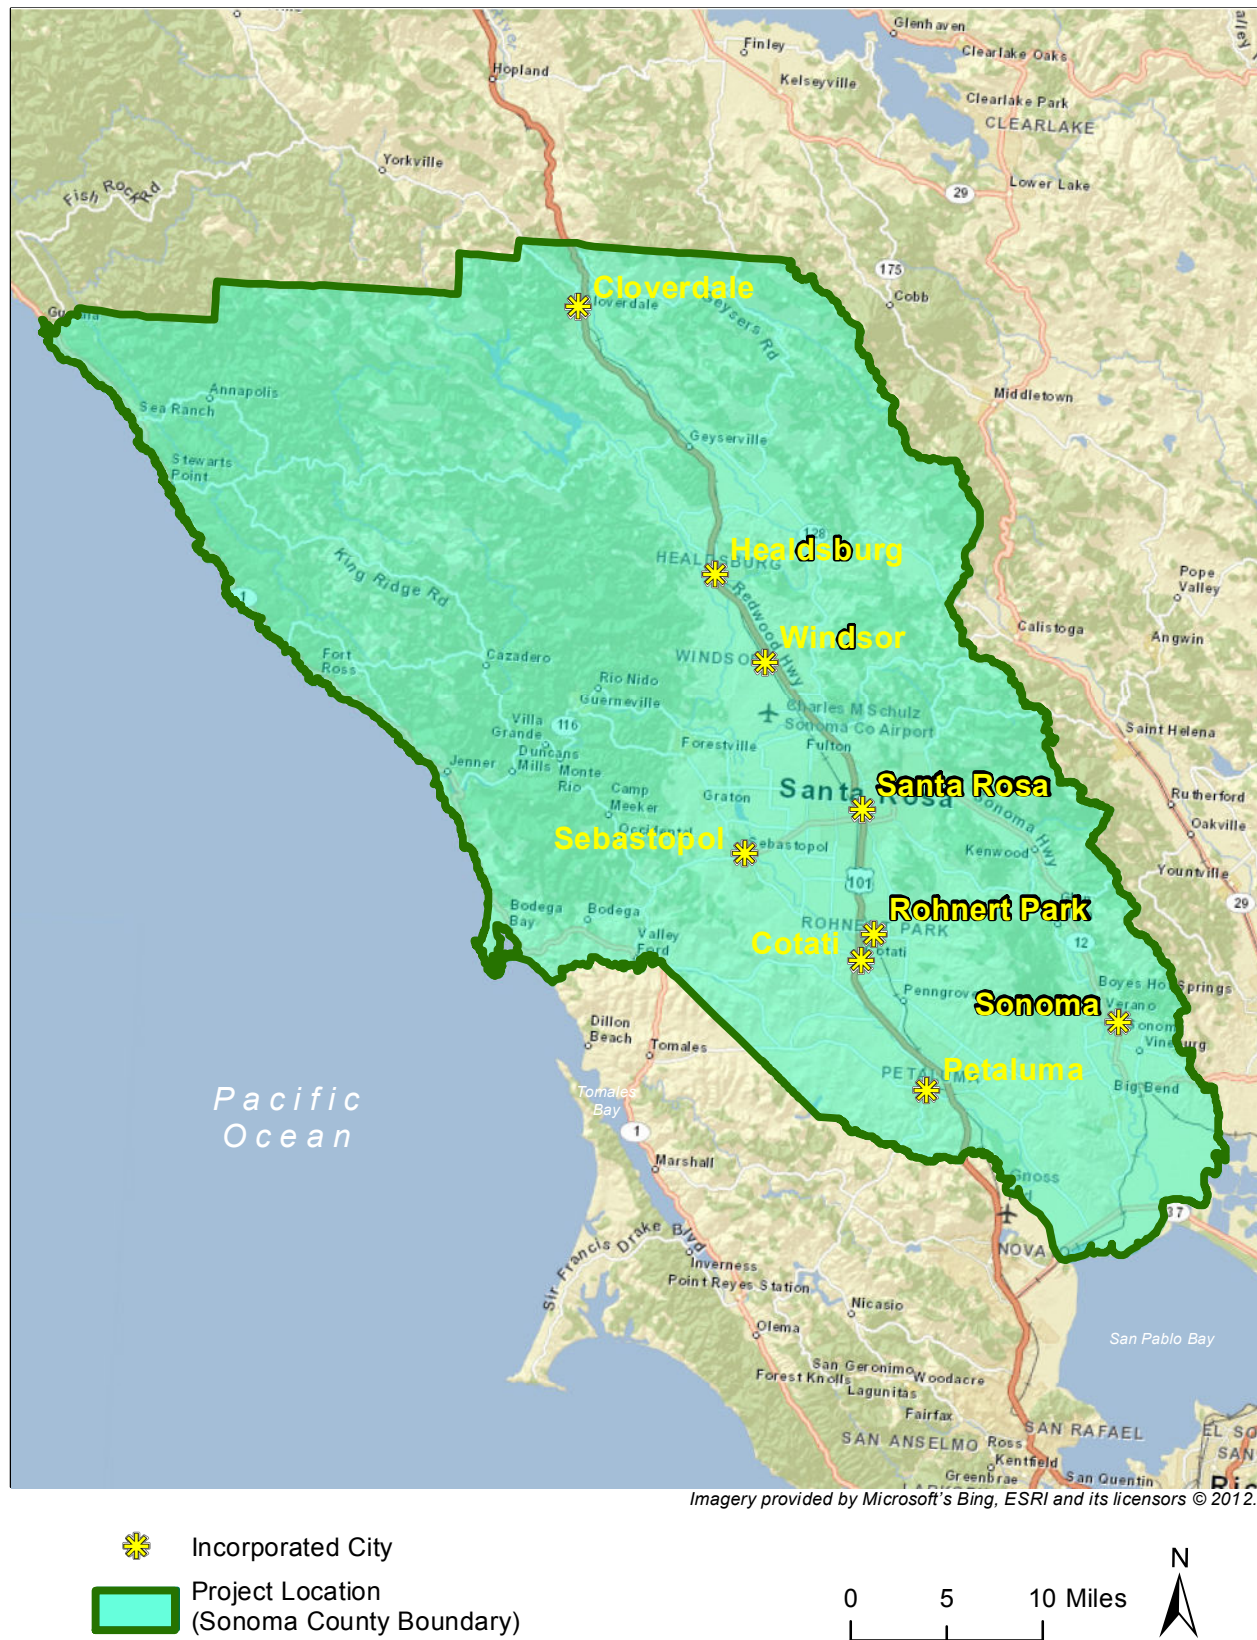 Glenhaven
Finley
Clearlake Oaks
Hopland
Kelseyville
Clearlake Park
CLEARLAKE
Yorkville
Fish Rock Rd
Lower Lake
29
175
Cobb
Cloverdale
Cloverdale
Geysers Rd
Middletown
Annapolis
Sea Ranch
Geyserville
Stewarts
Point
128
Healdsburg
HEALDSBURG
King Ridge Rd
Redwood Hwy
Pope
Valley
1
Calistoga
Angwin
Windsor
WINDSOR
Fort
Ross
Cazadero
Rio Nido
Guerneville
Charles M Schulz
Sonoma Co Airport
Villa
Grande
116
Saint Helena
Forestville
Fulton
Duncans
Mills
Jenner
Monte
Rio
Santa Rosa
Santa Rosa
Camp
Meeker
Graton
Sonoma Hwy
Rutherford
Oakville
Occidental
Sebastopol
Sebastopol
Kenwood
Yountville
101
29
Glen
Bodega
Bay
Bodega
Rohnert Park
ROHNERT PARK
Valley
Ford
Cotati
Cotati
12
Penngrove
Boyes Hot Springs
Verano
Sonoma
Sonoma
Vineburg
Dillon
Beach
Tomales
Petaluma
PETALUMA
Big Bend
Pacific
Ocean
Tomales
Bay
1
Marshall
Gnoss
37
Sir Francis Drake Blvd
NOVATO
Inverness
Point Reyes Station
Nicasio
Olema
San Pablo Bay
San Geronimo
Forest Knolls
Woodacre
Lagunitas
Fairfax
SAN ANSELMO
Ross
SAN RAFAEL
Kentfield
Greenbrae
San Quentin
Imagery provided by Microsoft's Bing, ESRI and its licensors © 2012.
Incorporated City
Project Location
(Sonoma County Boundary)
0 5 10 Miles
N